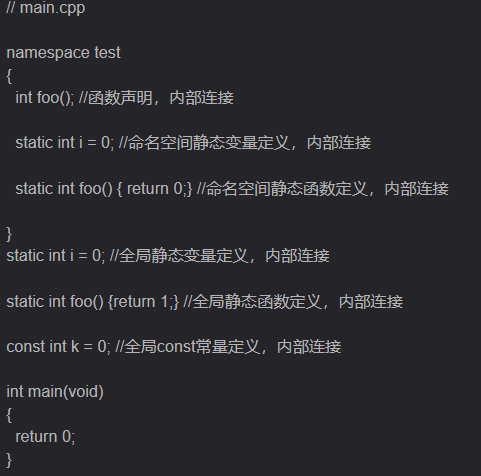 // main.cpp
namespace test
{
int foo(); //函数声明，内部连接
static int i = 0; //命名空间静态变量定义，内部连接
static int foo() { return 0;} //命名空间静态函数定义，内部连接
}
static int i = 0; //全局静态变量定义，内部连接
static int foo() {return 1;} //全局静态函数定义，内部连接
const int k = 0; //全局const常量定义，内部连接
int main(void)
{
return 0;
}